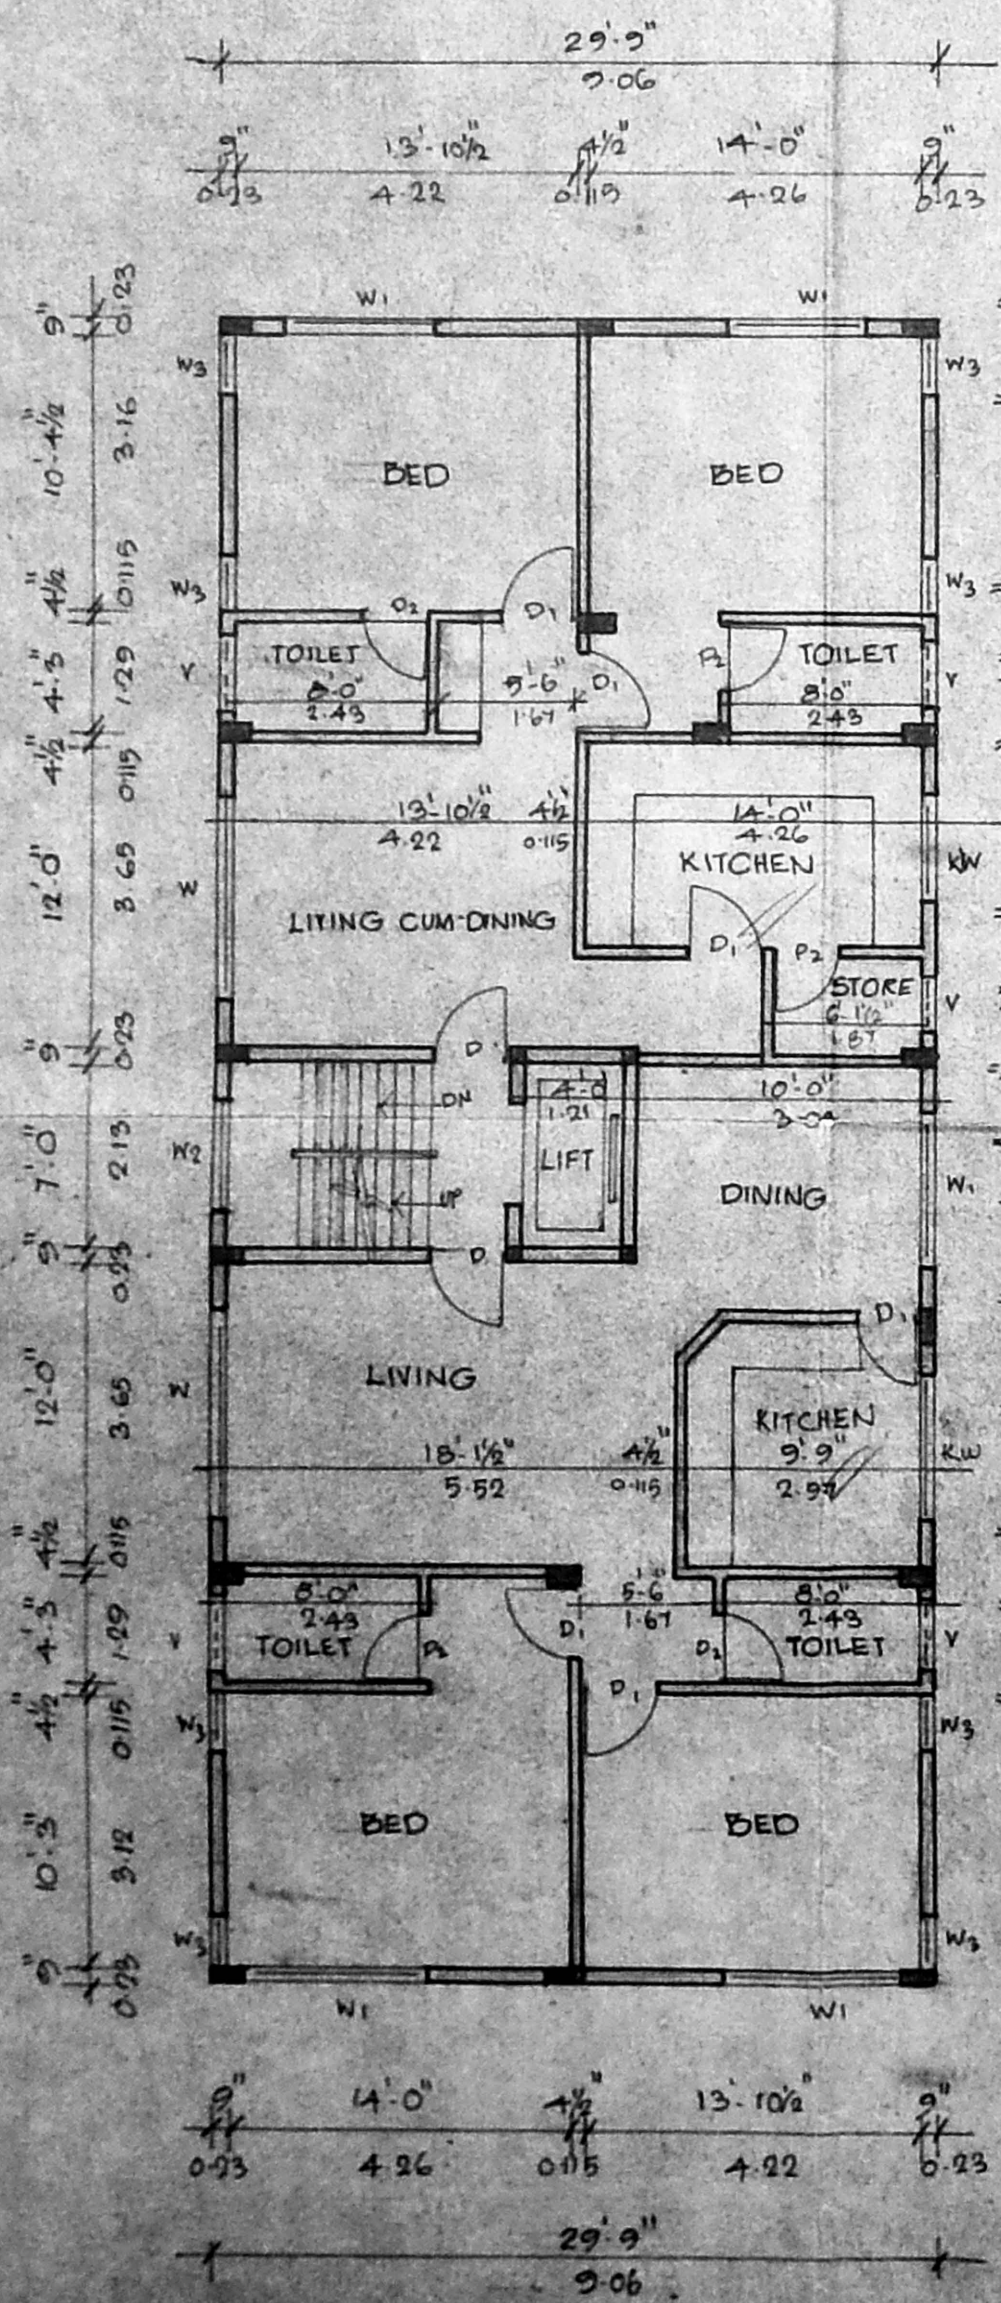 29'-9"
9.06
9" 13'-10½" 4½" 14'-0" 9"
0.23 4.22 0.115 4.26 0.23
W1 W1
9" 0.23
W3 W3
10'-4½" 3.16
BED BED
4½" 0.115
W3 W3
D2 D1
TOILET D2 TOILET
4'-3" 1.29
V 8'-0" 5'-6" D1 8'-0" V
2.43 1.67 2.43
4½" 0.115
13'-10½" 4½" 14'-0"
4.22 0.115 4.26
12'-0" 3.65
W KITCHEN KW
LIVING CUM-DINING
D1 D2
STORE V
6'-1½"
1.87
9" 0.23
D
4'-0" 10'-0"
DN 1.21 3.04
7'-0" 2.13
W2 LIFT W1
UP DINING
9" 0.23
D
D1
LIVING
12'-0" 3.65
W KITCHEN
18'-1½" 4½" 9'-9" KW
5.52 0.115 2.97
4½" 0.115
8'-0" 5'-6" 8'-0"
2.43 1.67 2.43
4'-3" 1.29
V TOILET D2 D1 D2 TOILET V
D1
4½" 0.115
W3 W3
BED BED
10'-3" 3.12
W3 W3
9" 0.23
W1 W1
9" 14'-0" 4½" 13'-10½" 9"
0.23 4.26 0.115 4.22 0.23
29'-9"
9.06